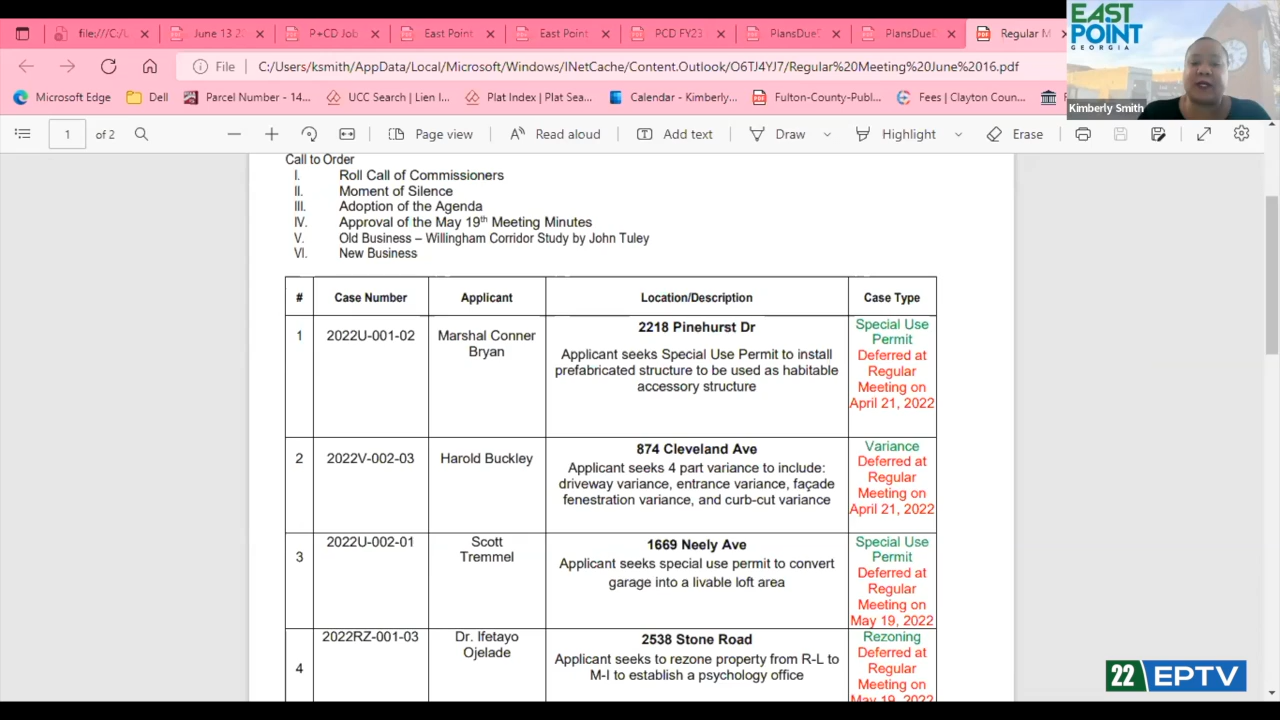 file:///C:/U
June 13 2
P+CD Job
East Point
East Point
PCD FY23
PlansDueD
PlansDueD
Regular M
File
C:/Users/ksmith/AppData/Local/Microsoft/Windows/INetCache/Content.Outlook/O6TJ4YJ7/Regular%20Meeting%20June%2016.pdf
Microsoft Edge
Dell
Parcel Number - 14...
UCC Search | Lien I...
Plat Index | Plat Sea...
Calendar - Kimberly...
Fulton-County-Publ...
Fees | Clayton Coun...
EAST
POINT
GEORGIA
Kimberly Smith
1 of 2
Page view
Read aloud
Add text
Draw
Highlight
Erase
Call to Order
I. Roll Call of Commissioners
II. Moment of Silence
III. Adoption of the Agenda
IV. Approval of the May 19th Meeting Minutes
V. Old Business – Willingham Corridor Study by John Tuley
VI. New Business
# Case Number Applicant Location/Description Case Type
1
2022U-001-02
Marshal Conner
Bryan
2218 Pinehurst Dr
Applicant seeks Special Use Permit to install
prefabricated structure to be used as habitable
accessory structure
Special Use
Permit
Deferred at
Regular
Meeting on
April 21, 2022
2
2022V-002-03
Harold Buckley
874 Cleveland Ave
Applicant seeks 4 part variance to include:
driveway variance, entrance variance, façade
fenestration variance, and curb-cut variance
Variance
Deferred at
Regular
Meeting on
April 21, 2022
3
2022U-002-01
Scott
Tremmel
1669 Neely Ave
Applicant seeks special use permit to convert
garage into a livable loft area
Special Use
Permit
Deferred at
Regular
Meeting on
May 19, 2022
4
2022RZ-001-03
Dr. Ifetayo
Ojelade
2538 Stone Road
Applicant seeks to rezone property from R-L to
M-I to establish a psychology office
Rezoning
Deferred at
Regular
Meeting on
May 19, 2022
22 EPTV